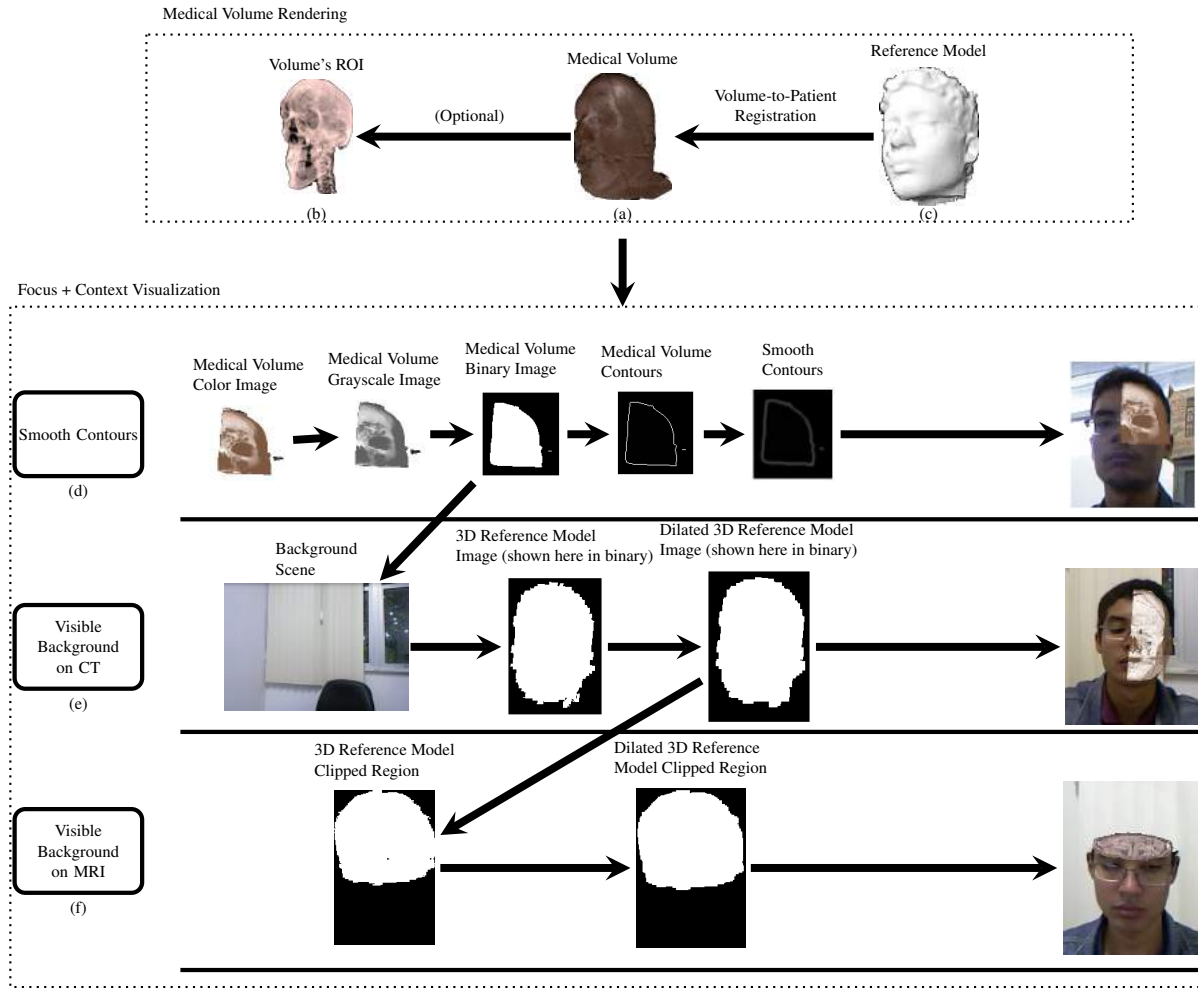 Medical Volume Rendering
Volume's ROI
Medical Volume
Reference Model
(Optional)
Volume-to-Patient
Registration
(b)
(a)
(c)
Focus + Context Visualization
Medical Volume
Color Image
Medical Volume
Grayscale Image
Medical Volume
Binary Image
Medical Volume
Contours
Smooth
Contours
Smooth Contours
(d)
Background
Scene
3D Reference Model
Image (shown here in binary)
Dilated 3D Reference Model
Image (shown here in binary)
Visible
Background
on CT
(e)
3D Reference Model
Clipped Region
Dilated 3D Reference
Model Clipped Region
Visible
Background
on MRI
(f)